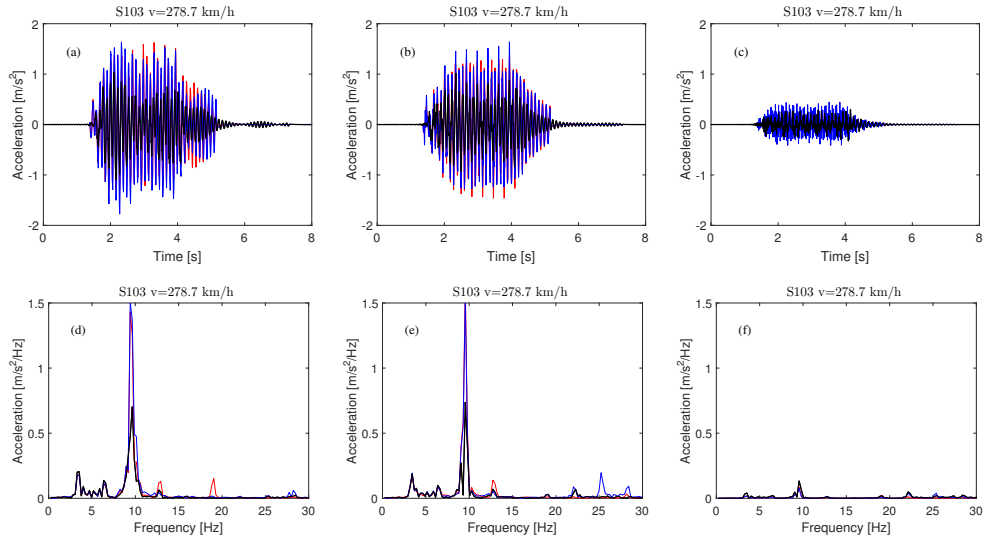 S103 v=278.7 km/h
(a)
Acceleration [m/s²]
2
1
0
-1
-2
0 2 4 6 8
Time [s]
S103 v=278.7 km/h
(b)
Acceleration [m/s²]
2
1
0
-1
-2
0 2 4 6 8
Time [s]
S103 v=278.7 km/h
(c)
Acceleration [m/s²]
2
1
0
-1
-2
0 2 4 6 8
Time [s]
S103 v=278.7 km/h
(d)
Acceleration [m/s²/Hz]
1.5
1
0.5
0
0 5 10 15 20 25 30
Frequency [Hz]
S103 v=278.7 km/h
(e)
Acceleration [m/s²/Hz]
1.5
1
0.5
0
0 5 10 15 20 25 30
Frequency [Hz]
S103 v=278.7 km/h
(f)
Acceleration [m/s²/Hz]
1.5
1
0.5
0
0 5 10 15 20 25 30
Frequency [Hz]